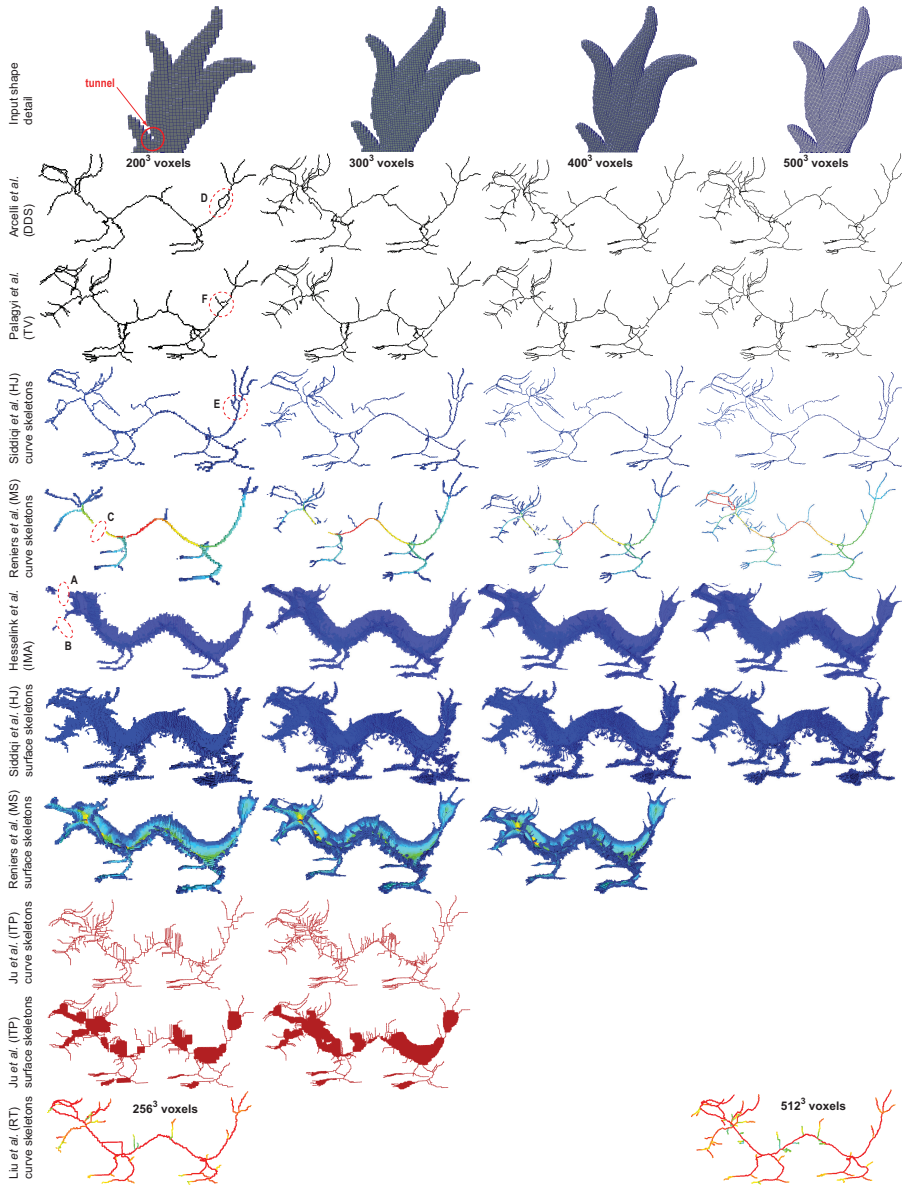 Input shape
detail
tunnel
200³ voxels
300³ voxels
400³ voxels
500³ voxels
Arcelli et al.
(DDS)
D
Palagyi et al.
(TV)
F
Siddiqi et al. (HJ)
curve skeletons
E
Reniers et al. (MS)
curve skeletons
C
Hesselink et al.
(IMA)
A
B
Siddiqi et al. (HJ)
surface skeletons
Reniers et al. (MS)
surface skeletons
Ju et al. (ITP)
curve skeletons
Ju et al. (ITP)
surface skeletons
Liu et al. (RT)
curve skeletons
256³ voxels
512³ voxels